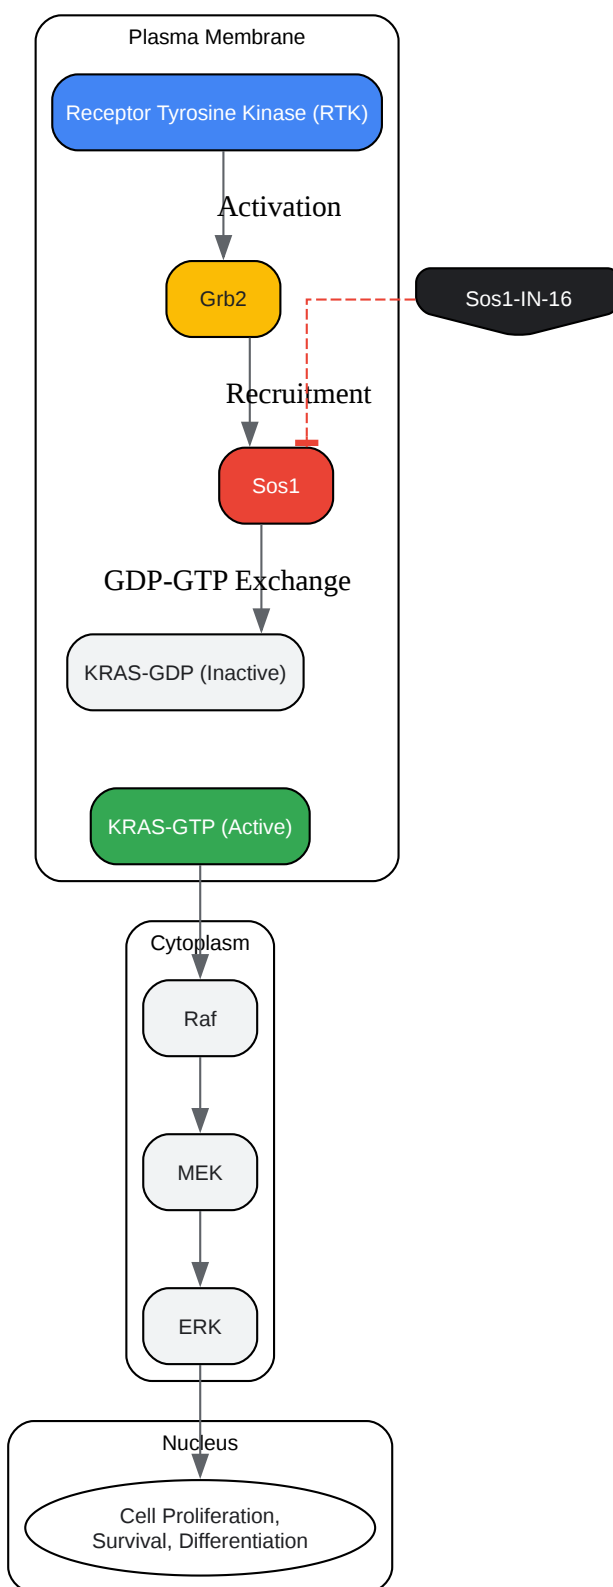 Plasma Membrane
Receptor Tyrosine Kinase (RTK)
Activation
Grb2
Sos1-IN-16
Recruitment
Sos1
GDP-GTP Exchange
KRAS-GDP (Inactive)
KRAS-GTP (Active)
Cytoplasm
Raf
MEK
ERK
Nucleus
Cell Proliferation,
Survival, Differentiation